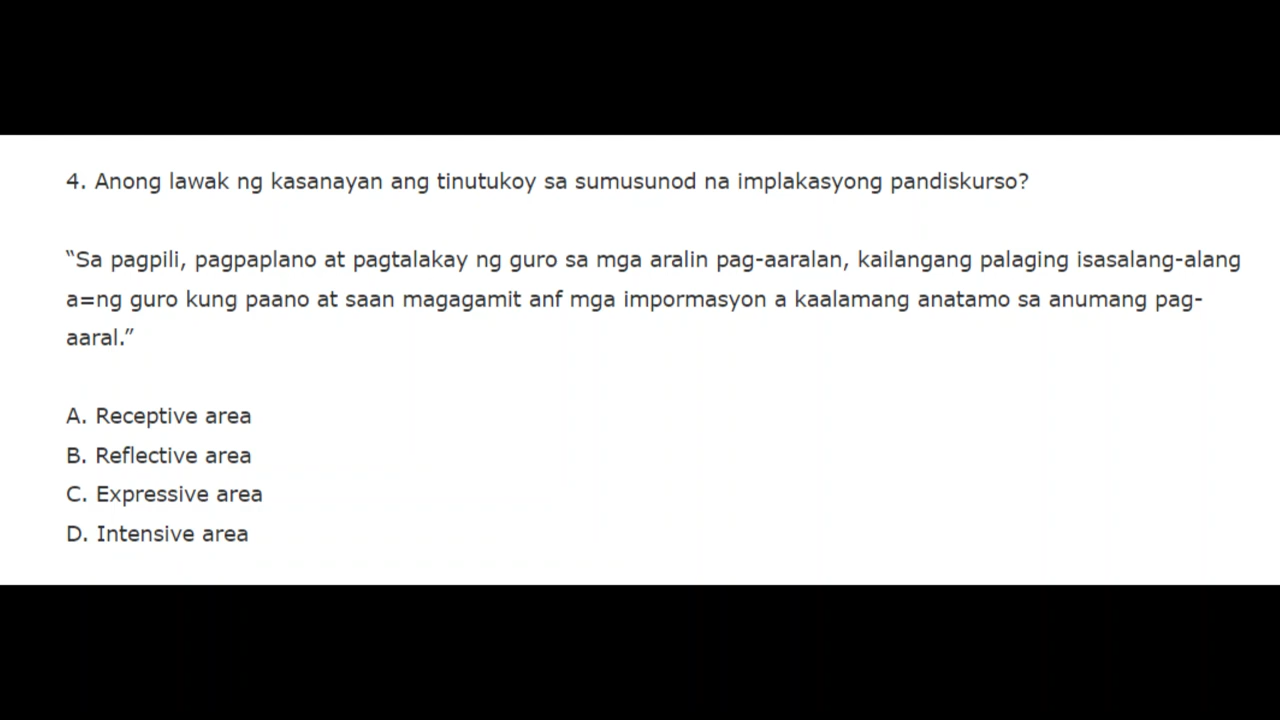 4. Anong lawak ng kasanayan ang tinutukoy sa sumusunod na implakasyong pandiskurso?
“Sa pagpili, pagpaplano at pagtalakay ng guro sa mga aralin pag-aaralan, kailangang palaging isasalang-alang
a=ng guro kung paano at saan magagamit anf mga impormasyon a kaalamang anatamo sa anumang pag-
aaral.”
A. Receptive area
B. Reflective area
C. Expressive area
D. Intensive area